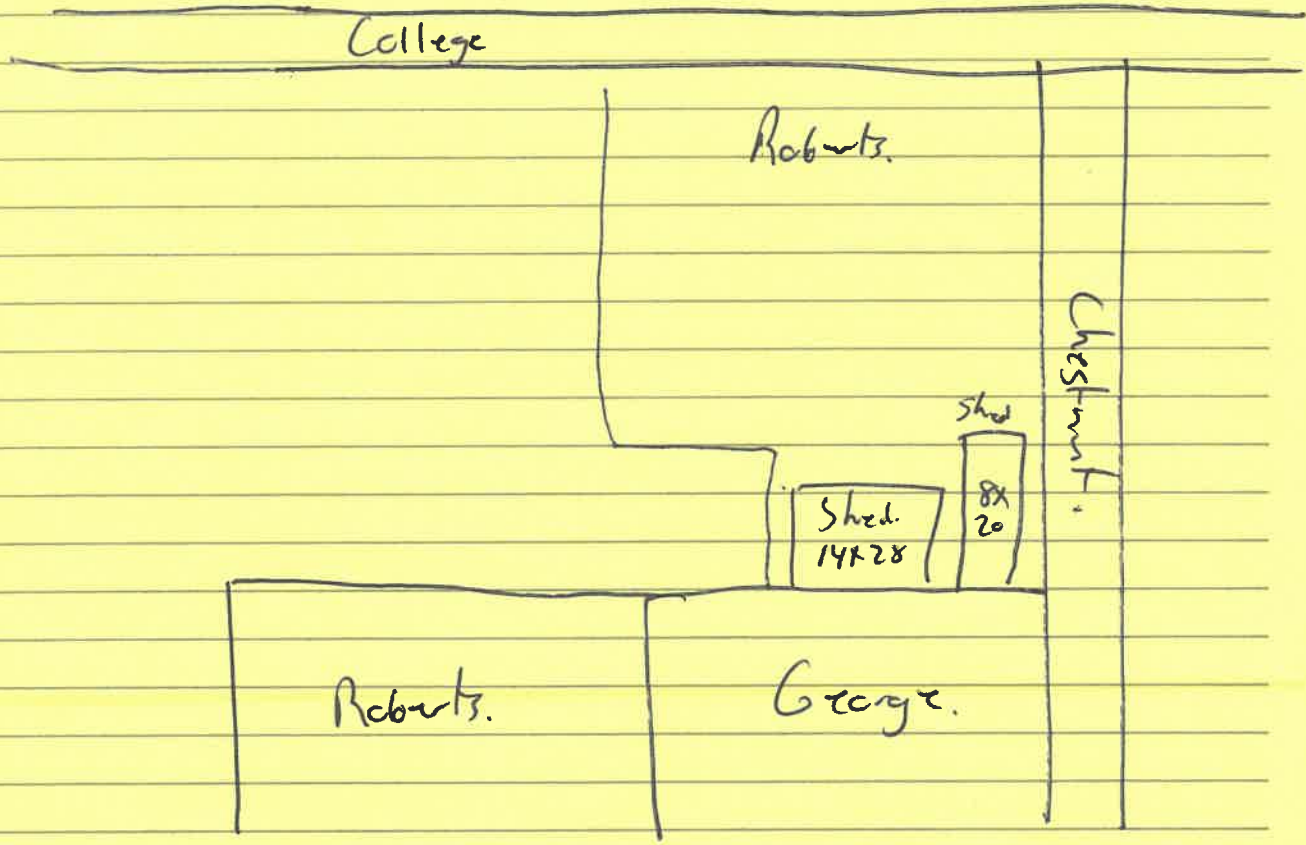 College
Roberts.
Chestnut.
Shed
8X
20
Shed.
14X28
Roberts.
George.